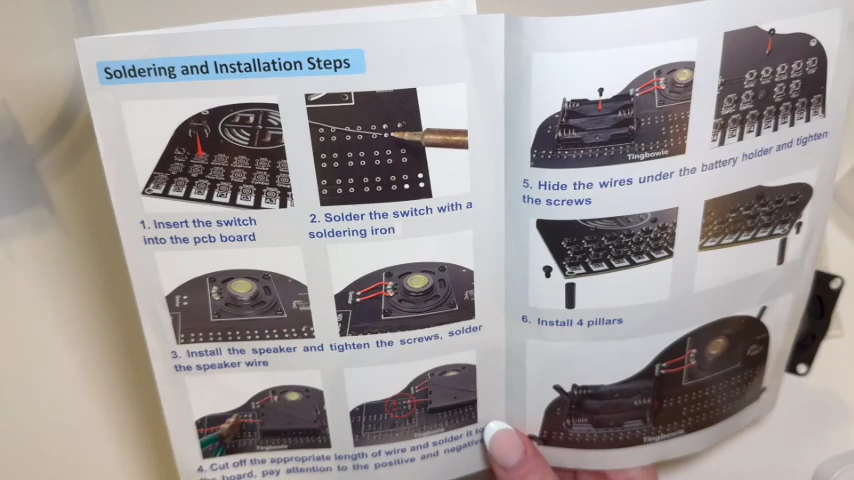 Soldering and Installation Steps
1. Insert the switch
into the pcb board
2. Solder the switch with a
soldering iron
3. Install the speaker and tighten the screws, solder
the speaker wire
4. Cut off the appropriate length of wire and solder it to
the board, pay attention to the positive and negative
Tingbowie
5. Hide the wires under the battery holder and tighten
the screws
6. Install 4 pillars
Tingbowie